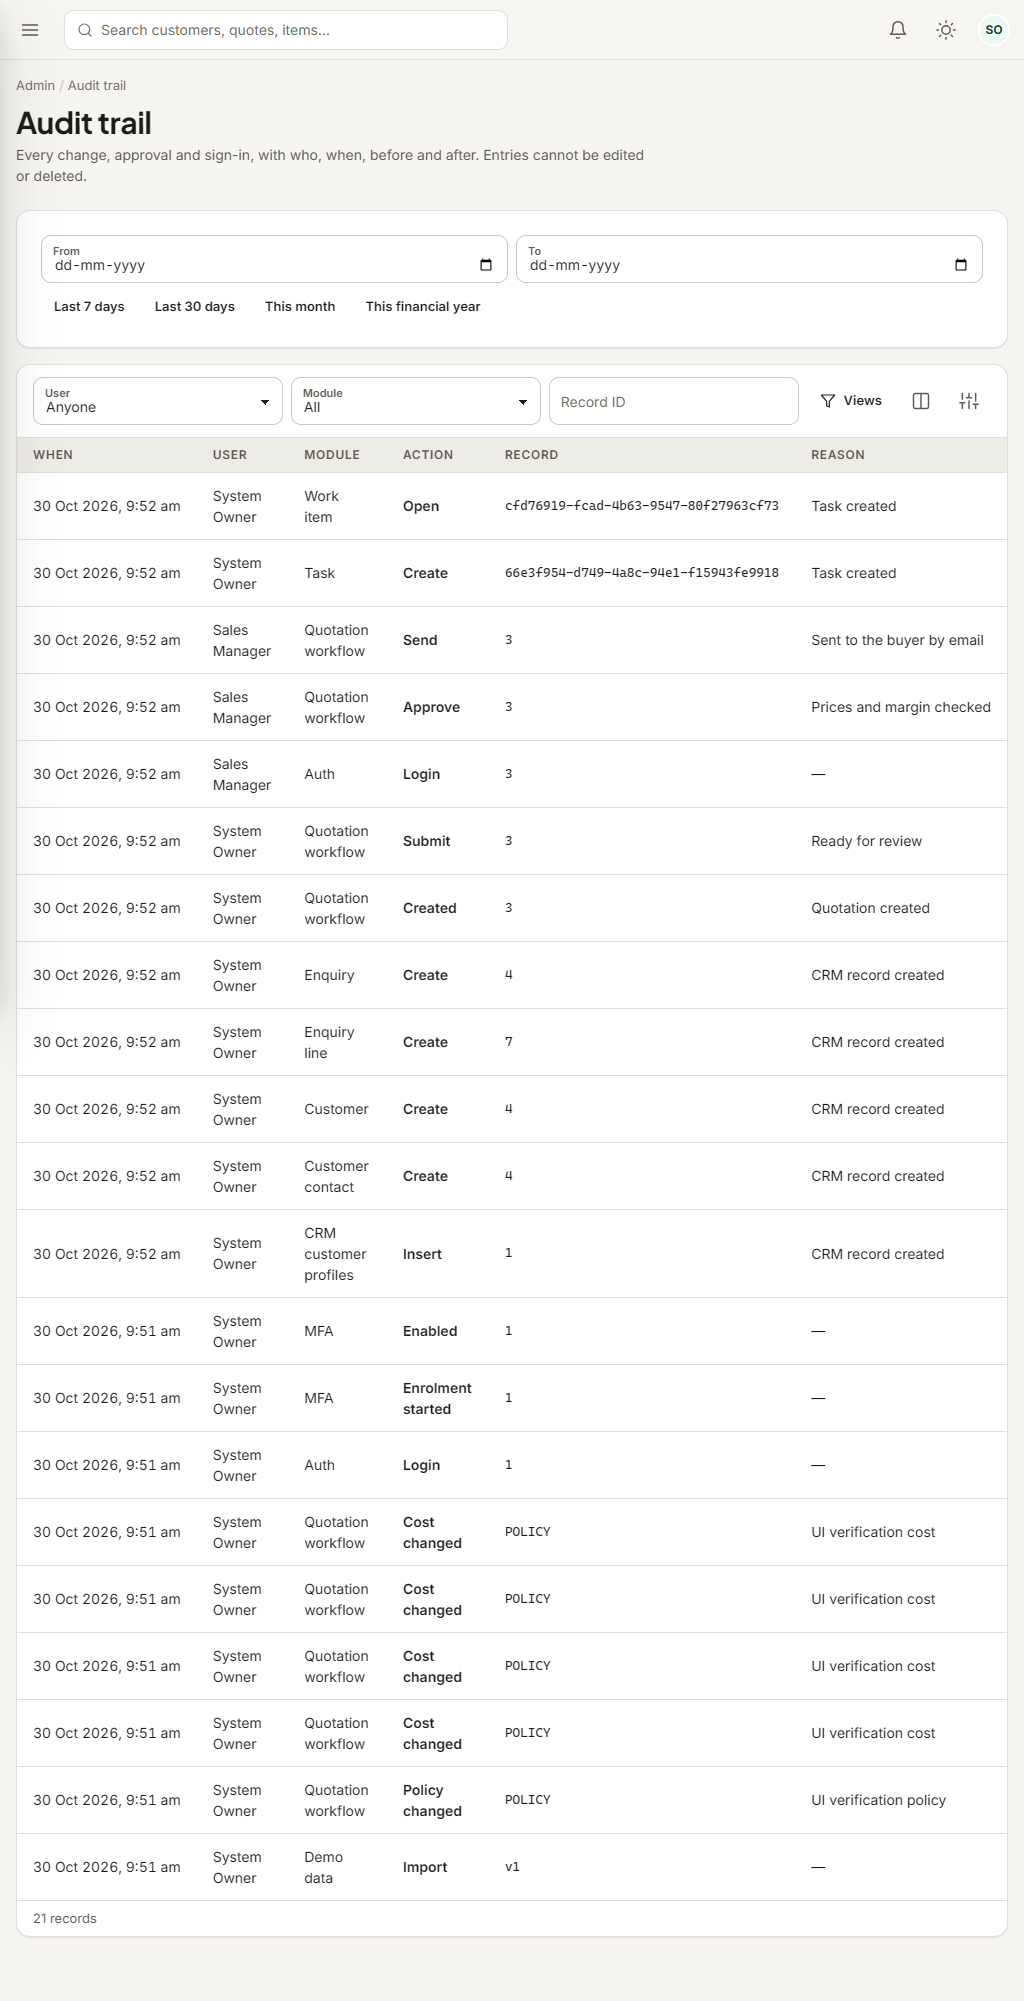 Search customers, quotes, items...
SO
Admin / Audit trail
Audit trail
Every change, approval and sign-in, with who, when, before and after. Entries cannot be edited
or deleted.
From
dd-mm-yyyy
To
dd-mm-yyyy
Last 7 days Last 30 days This month This financial year
User
Anyone
Module
All
Record ID
Views
WHEN USER MODULE ACTION RECORD REASON
30 Oct 2026, 9:52 am System Owner Work item Open cfd76919-fcad-4b63-9547-80f27963cf73 Task created
30 Oct 2026, 9:52 am System Owner Task Create 66e3f954-d749-4a8c-94e1-f15943fe9918 Task created
30 Oct 2026, 9:52 am Sales Manager Quotation workflow Send 3 Sent to the buyer by email
30 Oct 2026, 9:52 am Sales Manager Quotation workflow Approve 3 Prices and margin checked
30 Oct 2026, 9:52 am Sales Manager Auth Login 3 —
30 Oct 2026, 9:52 am System Owner Quotation workflow Submit 3 Ready for review
30 Oct 2026, 9:52 am System Owner Quotation workflow Created 3 Quotation created
30 Oct 2026, 9:52 am System Owner Enquiry Create 4 CRM record created
30 Oct 2026, 9:52 am System Owner Enquiry line Create 7 CRM record created
30 Oct 2026, 9:52 am System Owner Customer Create 4 CRM record created
30 Oct 2026, 9:52 am System Owner Customer contact Create 4 CRM record created
30 Oct 2026, 9:52 am System Owner CRM customer profiles Insert 1 CRM record created
30 Oct 2026, 9:51 am System Owner MFA Enabled 1 —
30 Oct 2026, 9:51 am System Owner MFA Enrolment started 1 —
30 Oct 2026, 9:51 am System Owner Auth Login 1 —
30 Oct 2026, 9:51 am System Owner Quotation workflow Cost changed POLICY UI verification cost
30 Oct 2026, 9:51 am System Owner Quotation workflow Cost changed POLICY UI verification cost
30 Oct 2026, 9:51 am System Owner Quotation workflow Cost changed POLICY UI verification cost
30 Oct 2026, 9:51 am System Owner Quotation workflow Cost changed POLICY UI verification cost
30 Oct 2026, 9:51 am System Owner Quotation workflow Policy changed POLICY UI verification policy
30 Oct 2026, 9:51 am System Owner Demo data Import v1 —
21 records